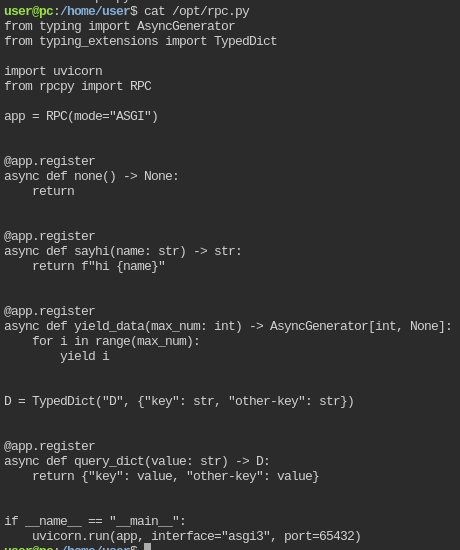 user@pc:/home/user$ cat /opt/rpc.py
from typing import AsyncGenerator
from typing_extensions import TypedDict

import uvicorn
from rpcpy import RPC

app = RPC(mode="ASGI")


@app.register
async def none() -> None:
    return


@app.register
async def sayhi(name: str) -> str:
    return f"hi {name}"


@app.register
async def yield_data(max_num: int) -> AsyncGenerator[int, None]:
    for i in range(max_num):
        yield i


D = TypedDict("D", {"key": str, "other-key": str})


@app.register
async def query_dict(value: str) -> D:
    return {"key": value, "other-key": value}


if __name__ == "__main__":
    uvicorn.run(app, interface="asgi3", port=65432)
user@pc:/home/user$